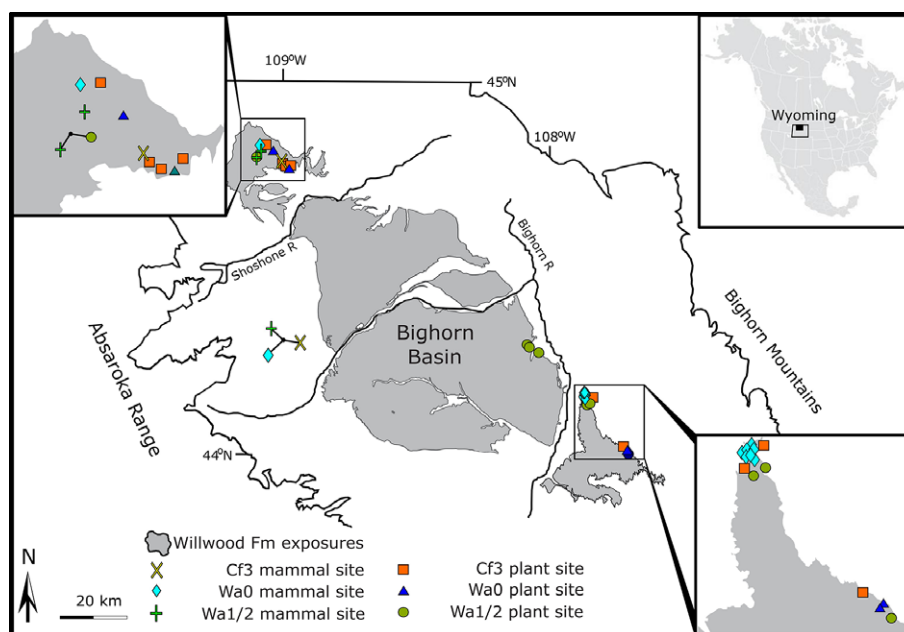 109°W
45°N
Wyoming
108°W
Shoshone R
Bighorn R
Absaroka Range
Bighorn
Basin
Bighorn Mountains
44°N
N
20 km
Willwood Fm exposures
Cf3 mammal site
Cf3 plant site
Wa0 mammal site
Wa0 plant site
Wa1/2 mammal site
Wa1/2 plant site